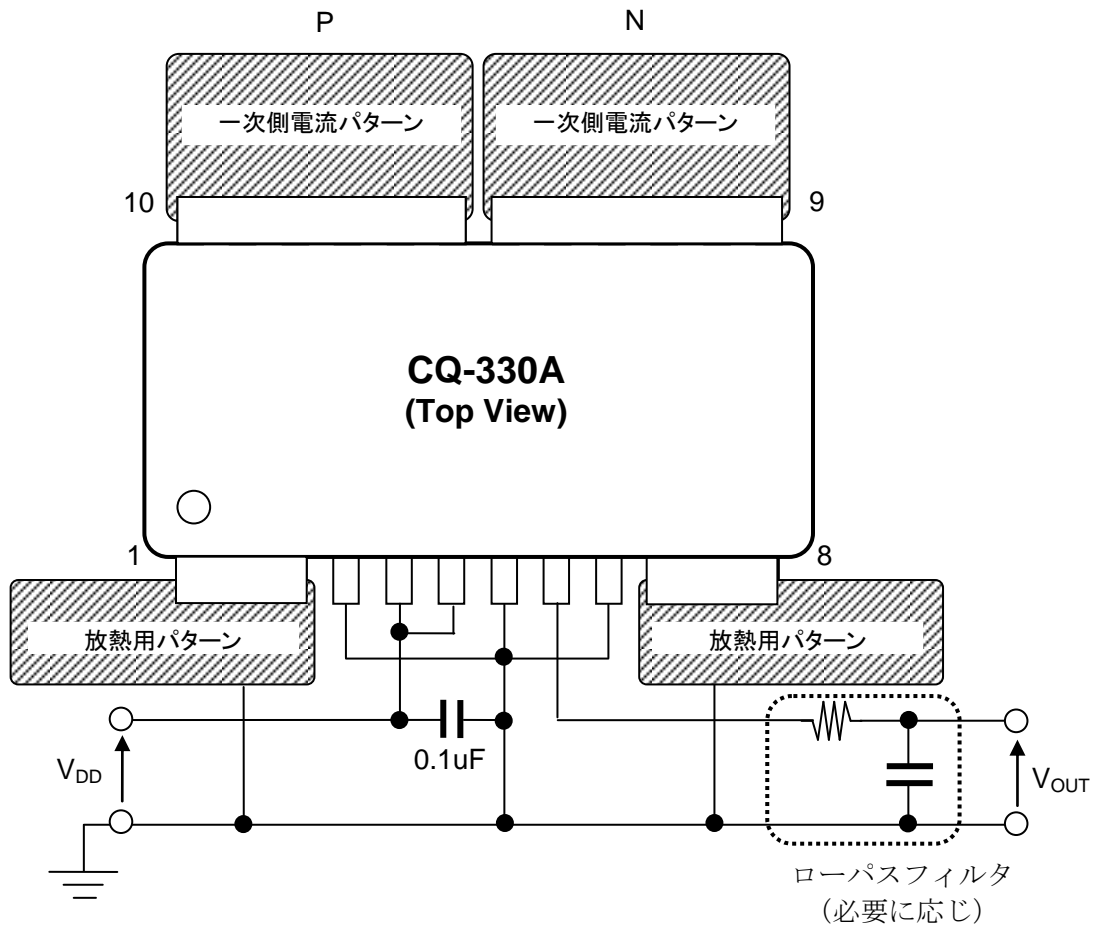 P
N
一次側電流パターン
一次側電流パターン
10
9
CQ-330A
(Top View)
1
8
放熱用パターン
放熱用パターン
0.1uF
VDD
VOUT
ローパスフィルタ
（必要に応じ）